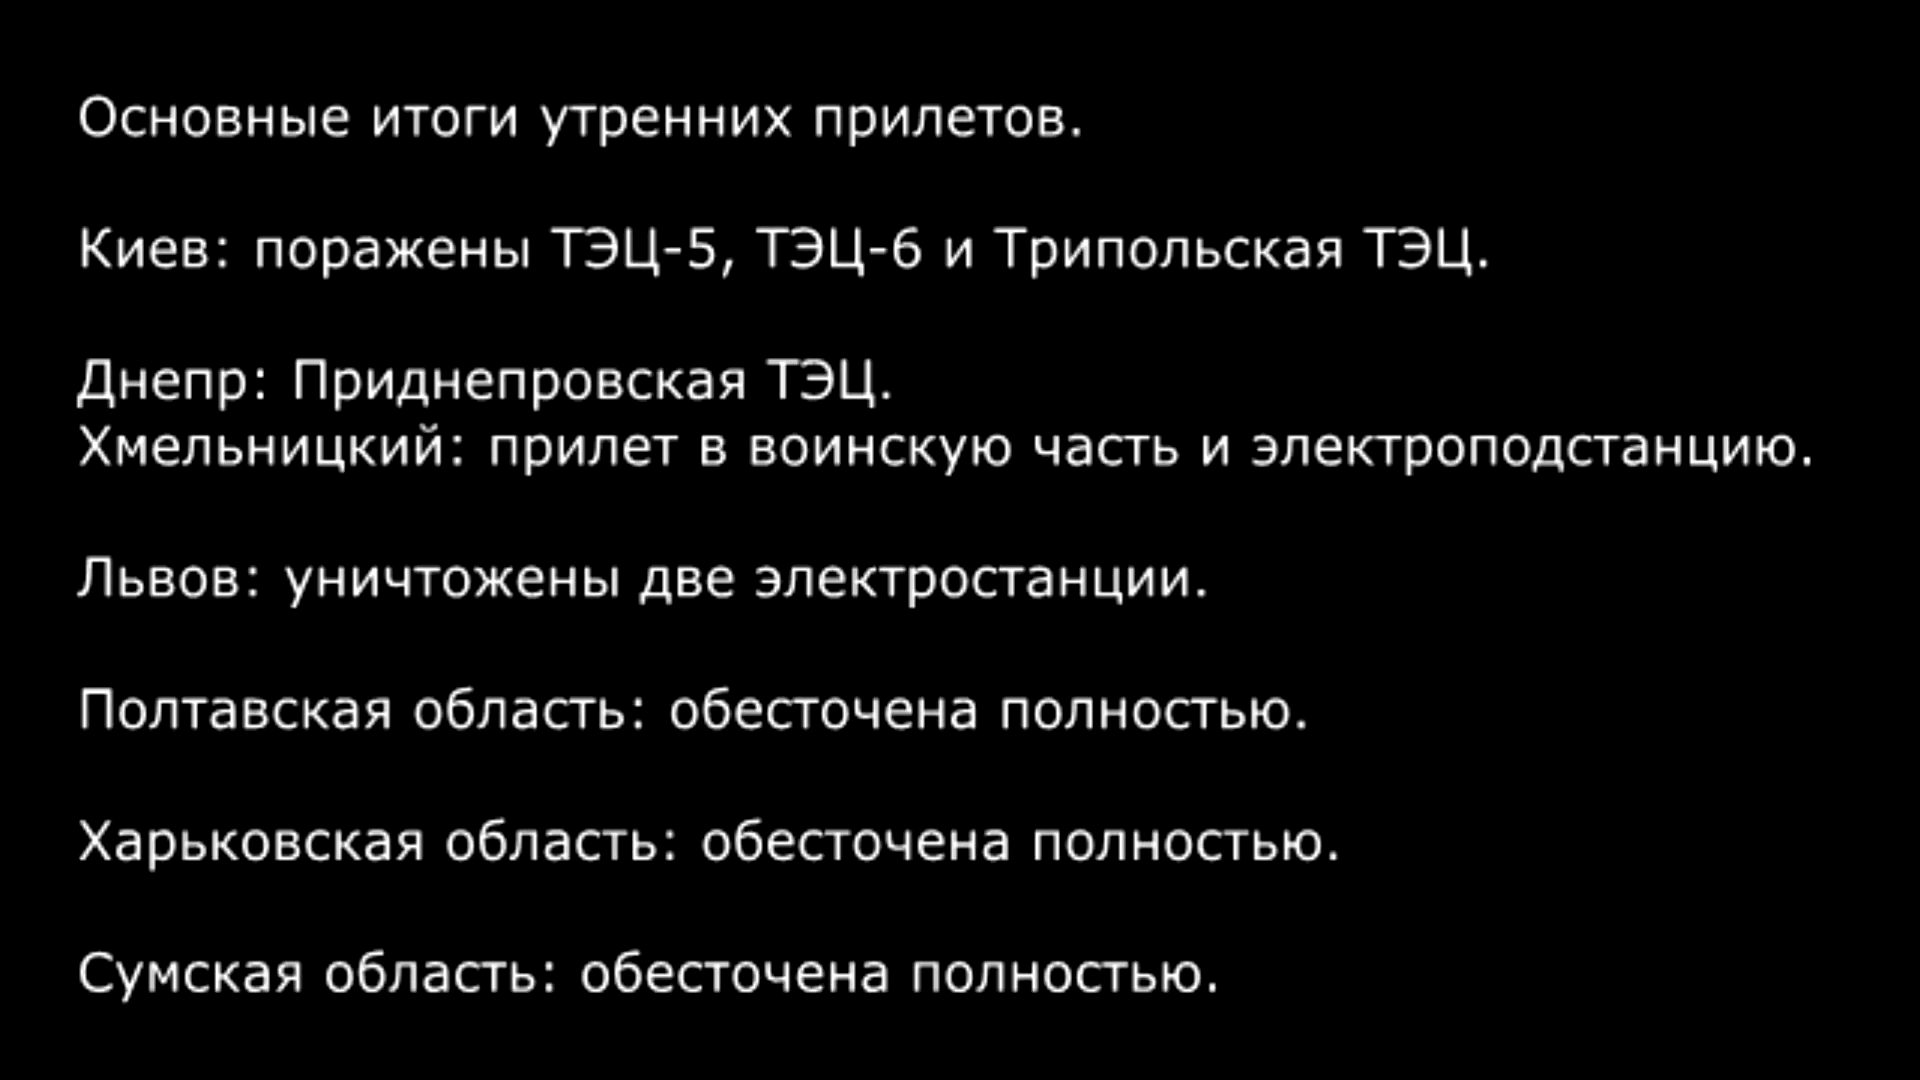 Основные итоги утренних прилетов.
Киев: поражены ТЭЦ-5, ТЭЦ-6 и Трипольская ТЭЦ.
Днепр: Приднепровская ТЭЦ.
Хмельницкий: прилет в воинскую часть и электроподстанцию.
Львов: уничтожены две электростанции.
Полтавская область: обесточена полностью.
Харьковская область: обесточена полностью.
Сумская область: обесточена полностью.